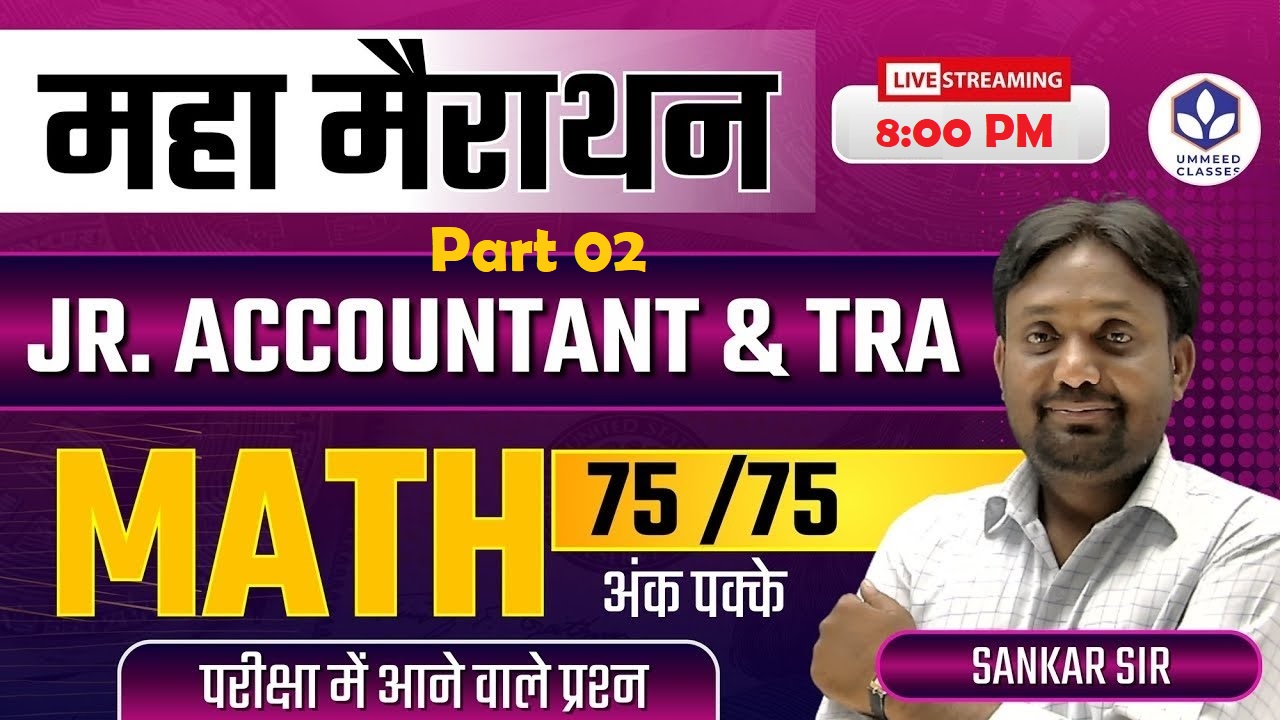 महा मैराथन
LIVE STREAMING
8:00 PM
UMMEED
CLASSES
Part 02
JR. ACCOUNTANT & TRA
MATH
75 /75
अंक पक्के
परीक्षा में आने वाले प्रश्न
SANKAR SIR